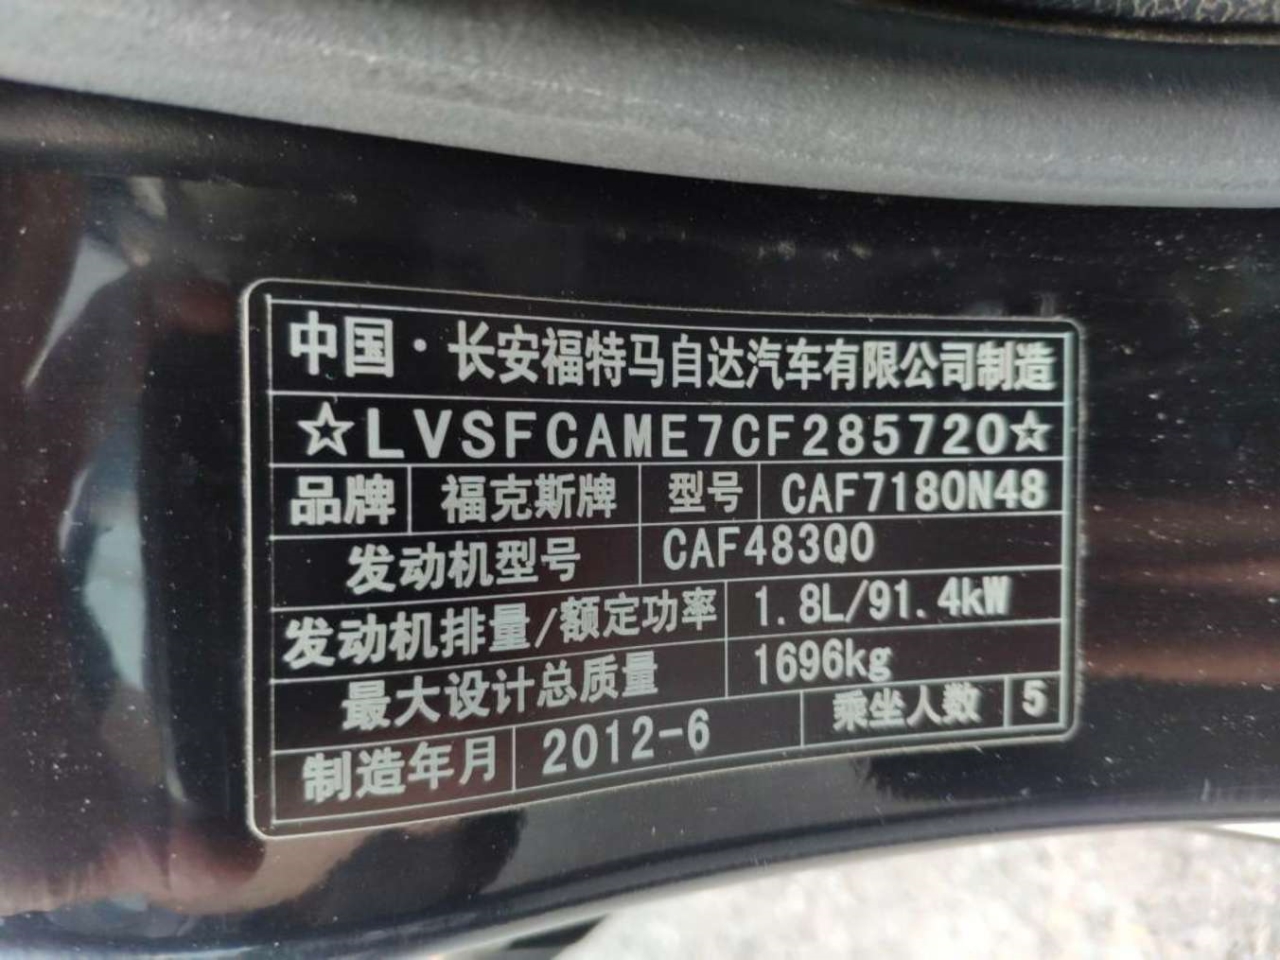 中国·长安福特马自达汽车有限公司制造
☆LVSFCAME7CF285720☆
品牌 福克斯牌 型号 CAF7180N48
发动机型号 CAF483Q0
发动机排量/额定功率 1.8L/91.4kW
最大设计总质量 1696kg
制造年月 2012-6 乘坐人数 5